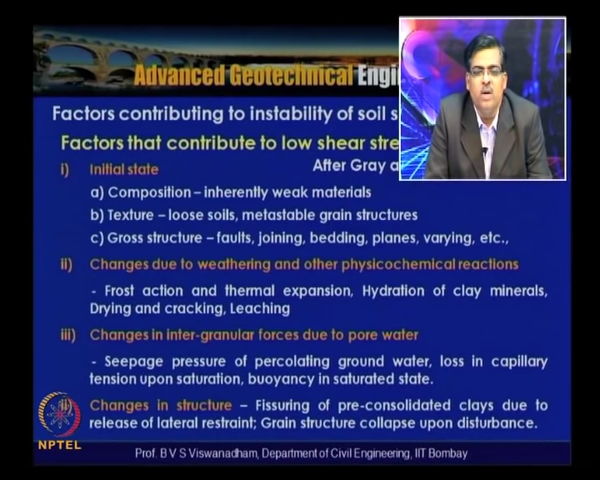 Advanced Geotechnical Engi
Factors contributing to instability of soil s
Factors that contribute to low shear stre
After Gray a
i) Initial state
a) Composition – inherently weak materials
b) Texture – loose soils, metastable grain structures
c) Gross structure – faults, joining, bedding, planes, varying, etc.,
ii) Changes due to weathering and other physicochemical reactions
- Frost action and thermal expansion, Hydration of clay minerals,
Drying and cracking, Leaching
iii) Changes in inter-granular forces due to pore water
- Seepage pressure of percolating ground water, loss in capillary
tension upon saturation, buoyancy in saturated state.
Changes in structure – Fissuring of pre-consolidated clays due to
release of lateral restraint; Grain structure collapse upon disturbance.
NPTEL
Prof. B V S Viswanadham, Department of Civil Engineering, IIT Bombay